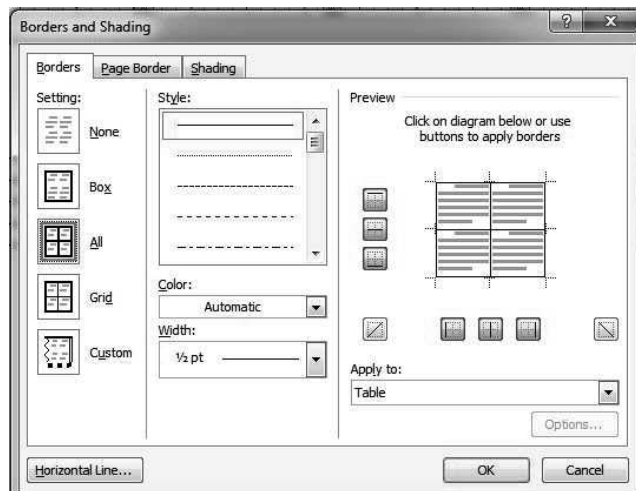 Borders and Shading
Borders
Page Border
Shading
Setting:
None
Box
All
Grid
Custom
Style:
Color:
Automatic
Width:
½ pt
Preview
Click on diagram below or use
buttons to apply borders
Apply to:
Table
Options...
Horizontal Line...
OK
Cancel